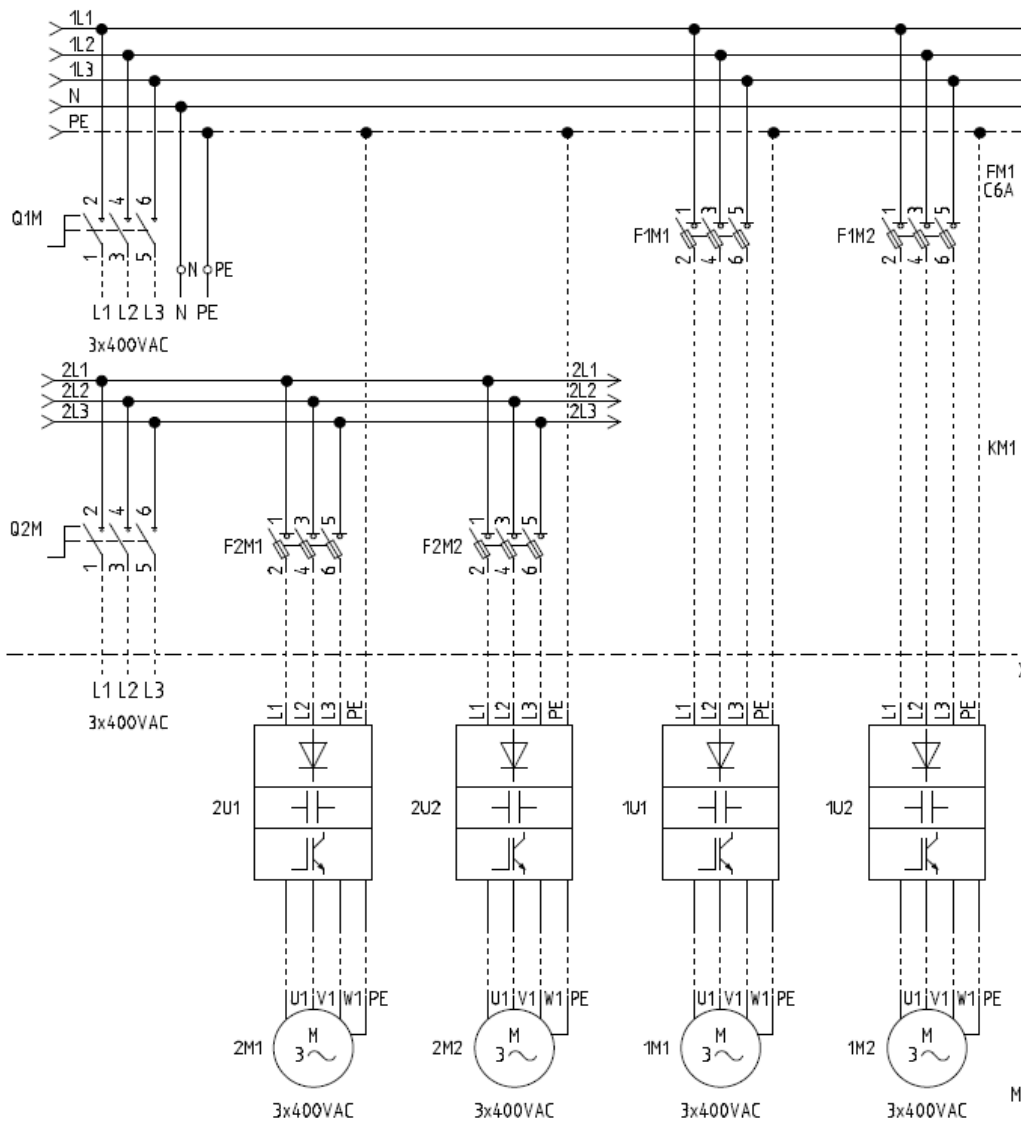 1L1
1L2
1L3
N
PE
FM1
C6A
Q1M
2 4 6
1 3 5
N PE
L1 L2 L3 N PE
3x400VAC
F1M1
1 3 5
2 4 6
F1M2
1 3 5
2 4 6
2L1 2L1
2L2 2L2
2L3 2L3
KM1
Q2M
2 4 6
1 3 5
F2M1
1 3 5
2 4 6
F2M2
1 3 5
2 4 6
L1 L2 L3
3x400VAC
L1 L2 L3 PE
L1 L2 L3 PE
L1 L2 L3 PE
L1 L2 L3 PE
2U1 2U2 1U1 1U2
U1 V1 W1 PE
U1 V1 W1 PE
U1 V1 W1 PE
U1 V1 W1 PE
2M1
M
3
2M2
M
3
1M1
M
3
1M2
M
3
M
3x400VAC 3x400VAC 3x400VAC 3x400VAC